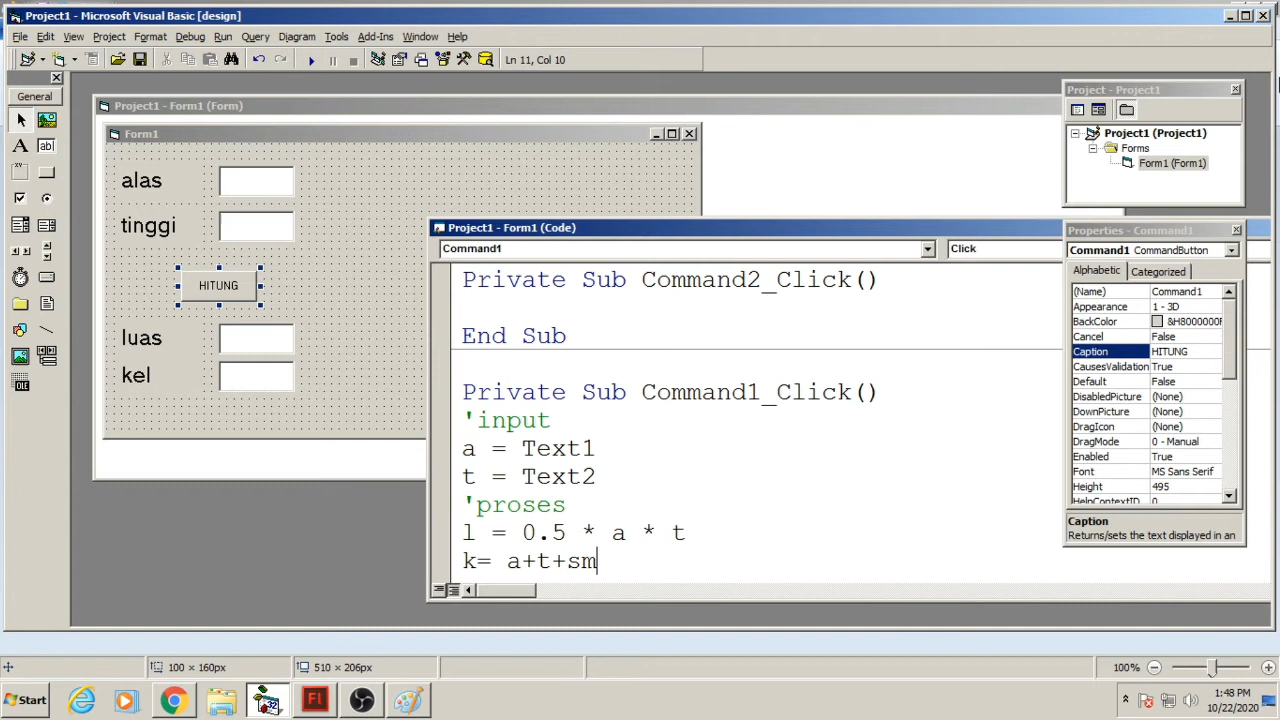 Project1 - Microsoft Visual Basic [design]
File Edit View Project Format Debug Run Query Diagram Tools Add-Ins Window Help
Ln 11, Col 10
General
Project1 - Form1 (Form)
Form1
alas
tinggi
HITUNG
luas
kel
Project1 - Form1 (Code)
Command1
Click
Private Sub Command2_Click()
End Sub
Private Sub Command1_Click()
'input
a = Text1
t = Text2
'proses
l = 0.5 * a * t
k= a+t+sm
Project - Project1
Project1 (Project1)
Forms
Form1 (Form1)
Properties - Command1
Command1 CommandButton
Alphabetic Categorized
(Name) Command1
Appearance 1 - 3D
BackColor &H8000000F
Cancel False
Caption HITUNG
CausesValidation True
Default False
DisabledPicture (None)
DownPicture (None)
DragIcon (None)
DragMode 0 - Manual
Enabled True
Font MS Sans Serif
Height 495
HelpContextID 0
Caption
Returns/sets the text displayed in an
100 × 160px
510 × 206px
100%
Start
1:48 PM
10/22/2020